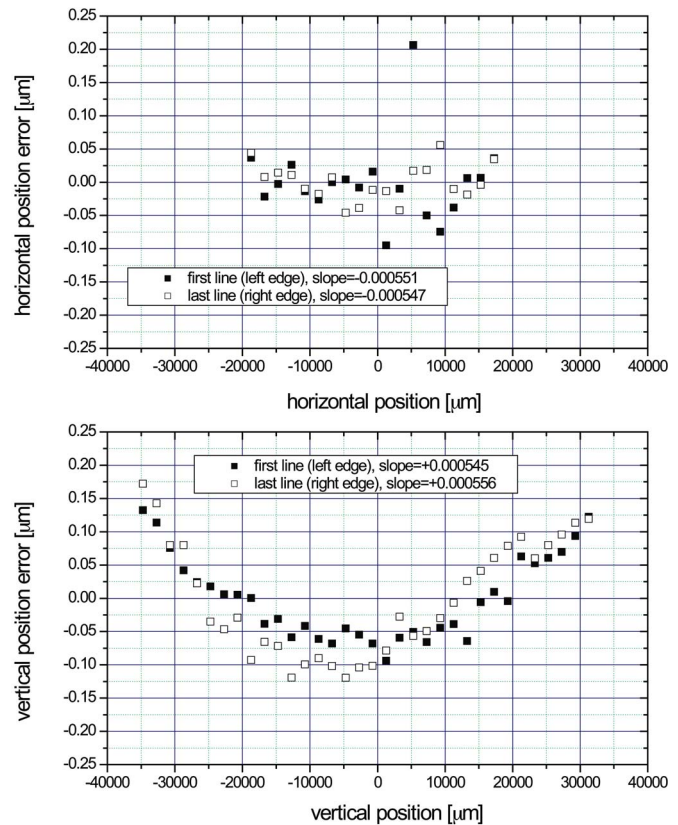 0.25
0.20
0.15
0.10
0.05
0.00
-0.05
-0.10
-0.15
-0.20
-0.25
horizontal position error [μm]
first line (left edge), slope=-0.000551
last line (right edge), slope=-0.000547
-40000 -30000 -20000 -10000 0 10000 20000 30000 40000
horizontal position [μm]
0.25
0.20
0.15
0.10
0.05
0.00
-0.05
-0.10
-0.15
-0.20
-0.25
vertical position error [μm]
first line (left edge), slope=+0.000545
last line (right edge), slope=+0.000556
-40000 -30000 -20000 -10000 0 10000 20000 30000 40000
vertical position [μm]